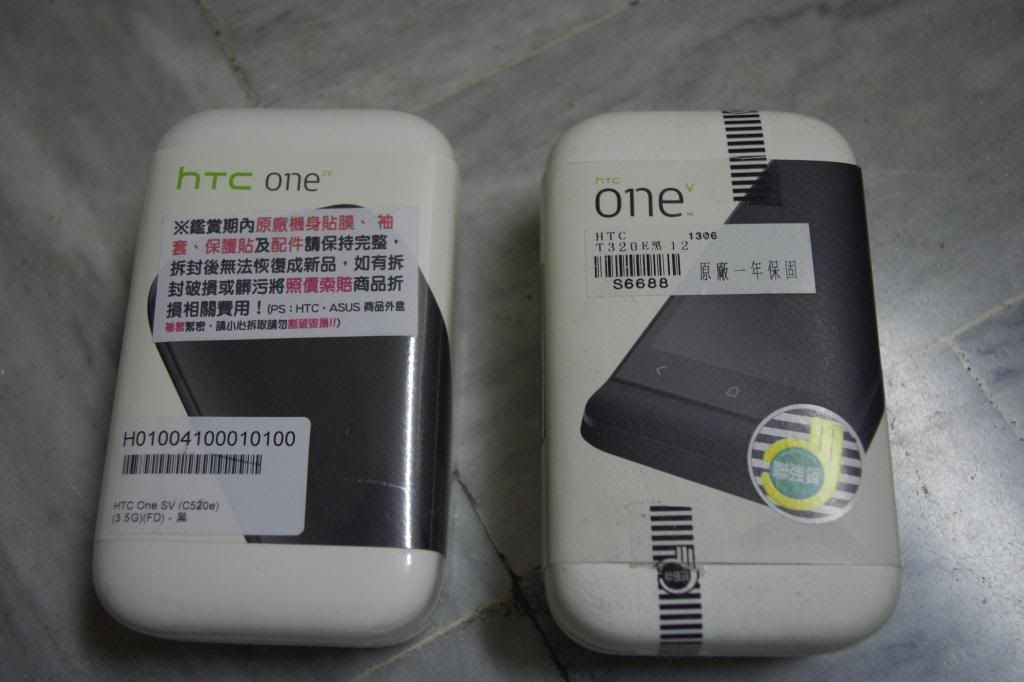 htc one SV
※鑑賞期內原廠機身貼膜、袖
套、保護貼及配件請保持完整，
拆封後無法恢復成新品，如有拆
封破損或髒污將照價索賠商品折
損相關費用！(PS：HTC、ASUS 商品外盒
袖套緊密，請小心拆取請勿割破毀損!!)
H01004100010100
HTC One SV (C520e)
(3.5G)(FD) - 黑
htc
one V
TM
HTC 1306
T320E黑 12
原廠一年保固
S6688
聯強貨